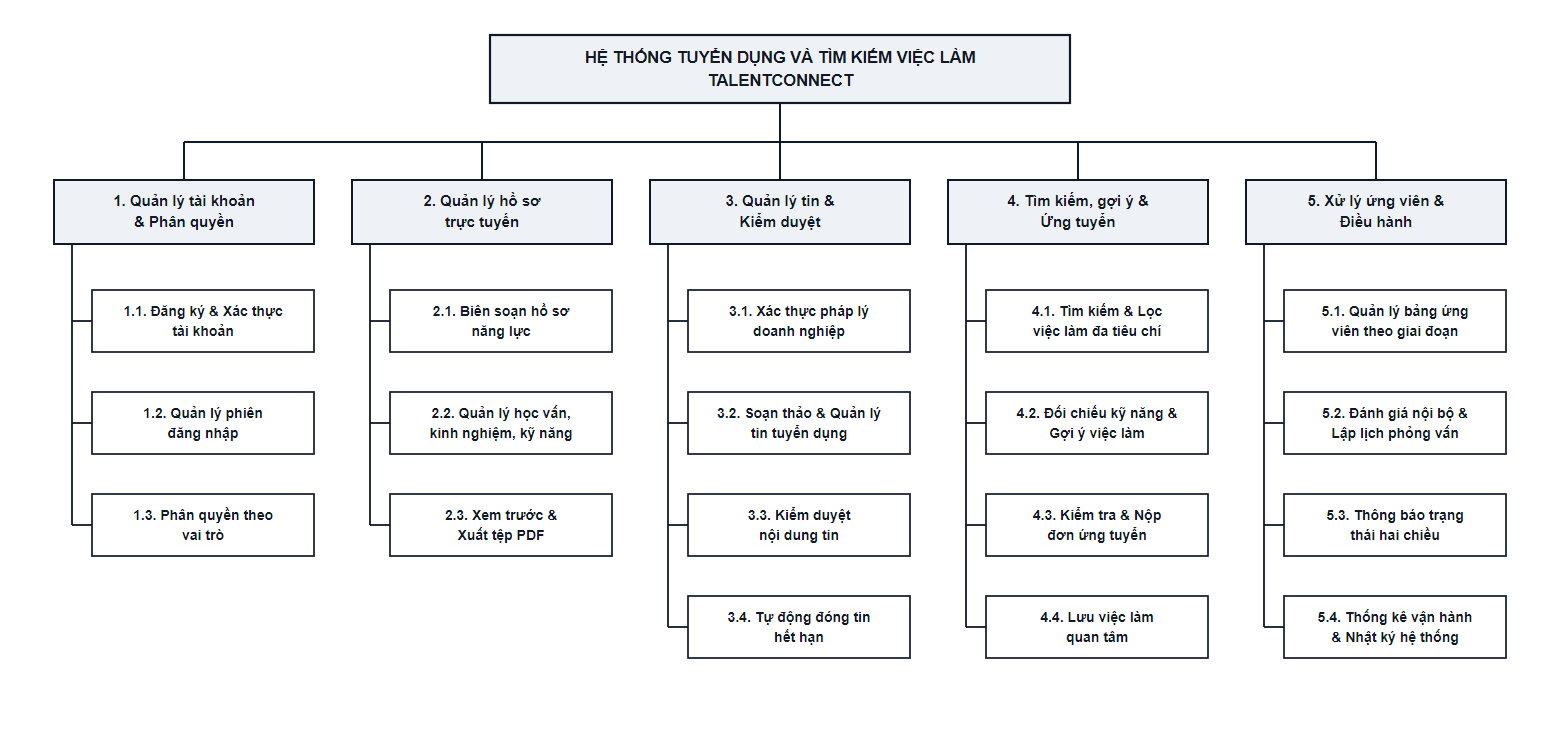 HỆ THỐNG TUYỂN DỤNG VÀ TÌM KIẾM VIỆC LÀM
TALENTCONNECT
1. Quản lý tài khoản
& Phân quyền
1.1. Đăng ký & Xác thực
tài khoản
1.2. Quản lý phiên
đăng nhập
1.3. Phân quyền theo
vai trò
2. Quản lý hồ sơ
trực tuyến
2.1. Biên soạn hồ sơ
năng lực
2.2. Quản lý học vấn,
kinh nghiệm, kỹ năng
2.3. Xem trước &
Xuất tệp PDF
3. Quản lý tin &
Kiểm duyệt
3.1. Xác thực pháp lý
doanh nghiệp
3.2. Soạn thảo & Quản lý
tin tuyển dụng
3.3. Kiểm duyệt
nội dung tin
3.4. Tự động đóng tin
hết hạn
4. Tìm kiếm, gợi ý &
Ứng tuyển
4.1. Tìm kiếm & Lọc
việc làm đa tiêu chí
4.2. Đối chiếu kỹ năng &
Gợi ý việc làm
4.3. Kiểm tra & Nộp
đơn ứng tuyển
4.4. Lưu việc làm
quan tâm
5. Xử lý ứng viên &
Điều hành
5.1. Quản lý bảng ứng
viên theo giai đoạn
5.2. Đánh giá nội bộ &
Lập lịch phỏng vấn
5.3. Thông báo trạng
thái hai chiều
5.4. Thống kê vận hành
& Nhật ký hệ thống